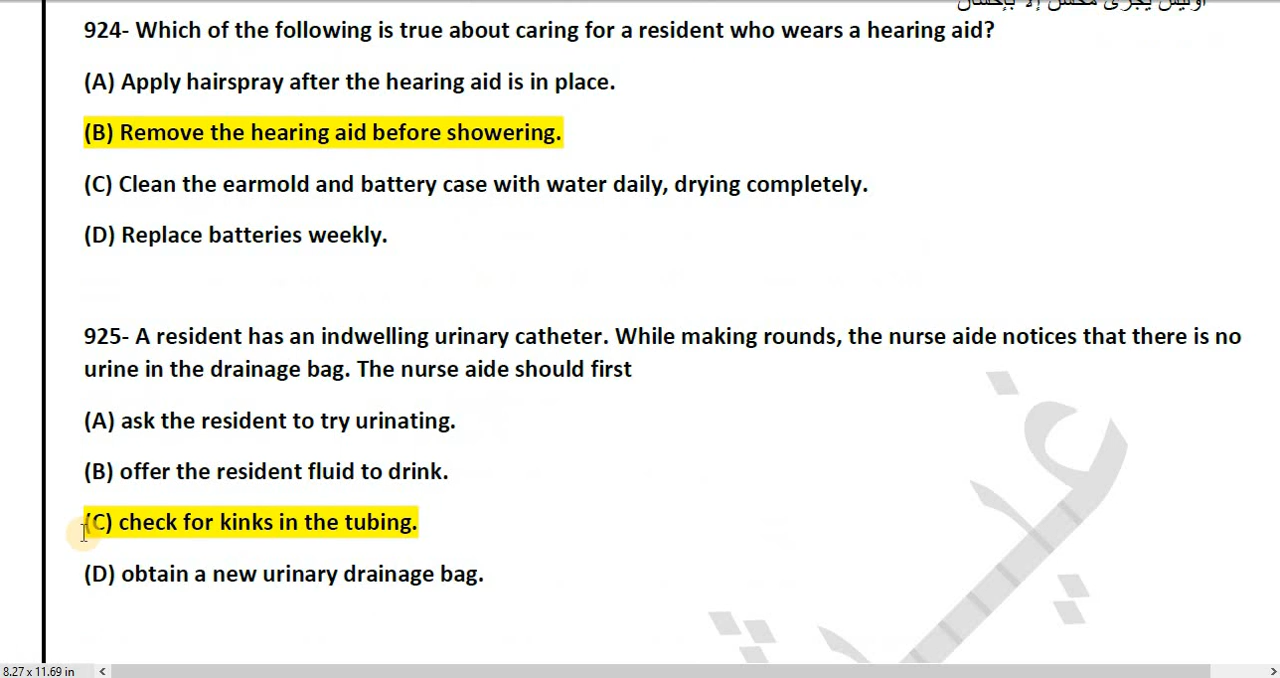 924- Which of the following is true about caring for a resident who wears a hearing aid?
(A) Apply hairspray after the hearing aid is in place.
(B) Remove the hearing aid before showering.
(C) Clean the earmold and battery case with water daily, drying completely.
(D) Replace batteries weekly.
925- A resident has an indwelling urinary catheter. While making rounds, the nurse aide notices that there is no
urine in the drainage bag. The nurse aide should first
(A) ask the resident to try urinating.
(B) offer the resident fluid to drink.
(C) check for kinks in the tubing.
(D) obtain a new urinary drainage bag.
8.27 x 11.69 in